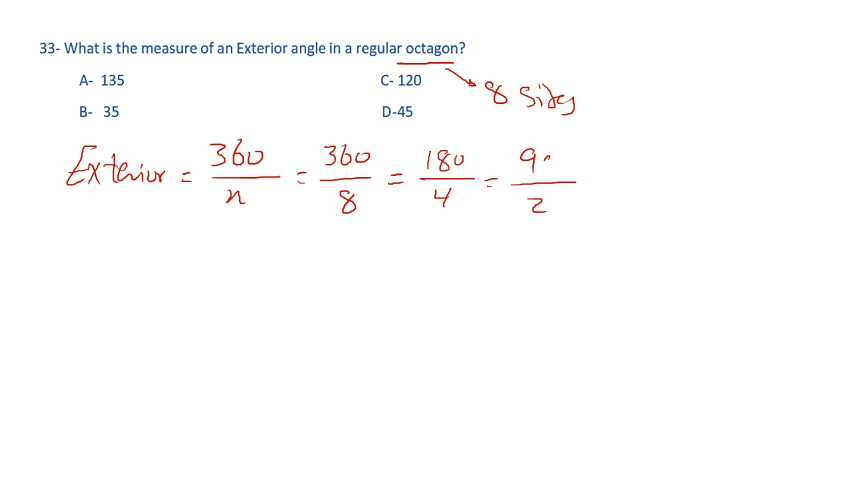 33- What is the measure of an Exterior angle in a regular octagon?
A- 135
C- 120
8 Sides
B- 35
D-45
Exterior = 360/n = 360/8 = 180/4 = 90/2